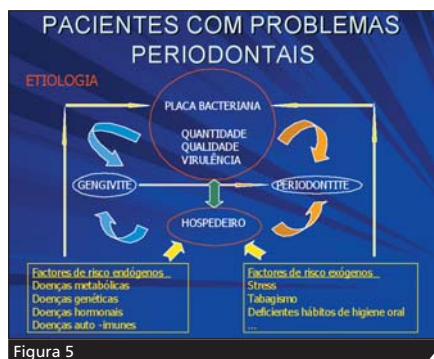 PACIENTES COM PROBLEMAS
PERIODONTAIS
ETIOLOGIA
PLACA BACTERIANA
QUANTIDADE
QUALIDADE
VIRULÊNCIA
GENGIVITE
PERIODONTITE
HOSPEDEIRO
Factores de risco endógenos
Doenças metabólicas
Doenças genéticas
Doenças hormonais
Doenças auto -imunes
Factores de risco exógenos
Stress
Tabagismo
Deficientes hábitos de higiene oral
...
Figura 5